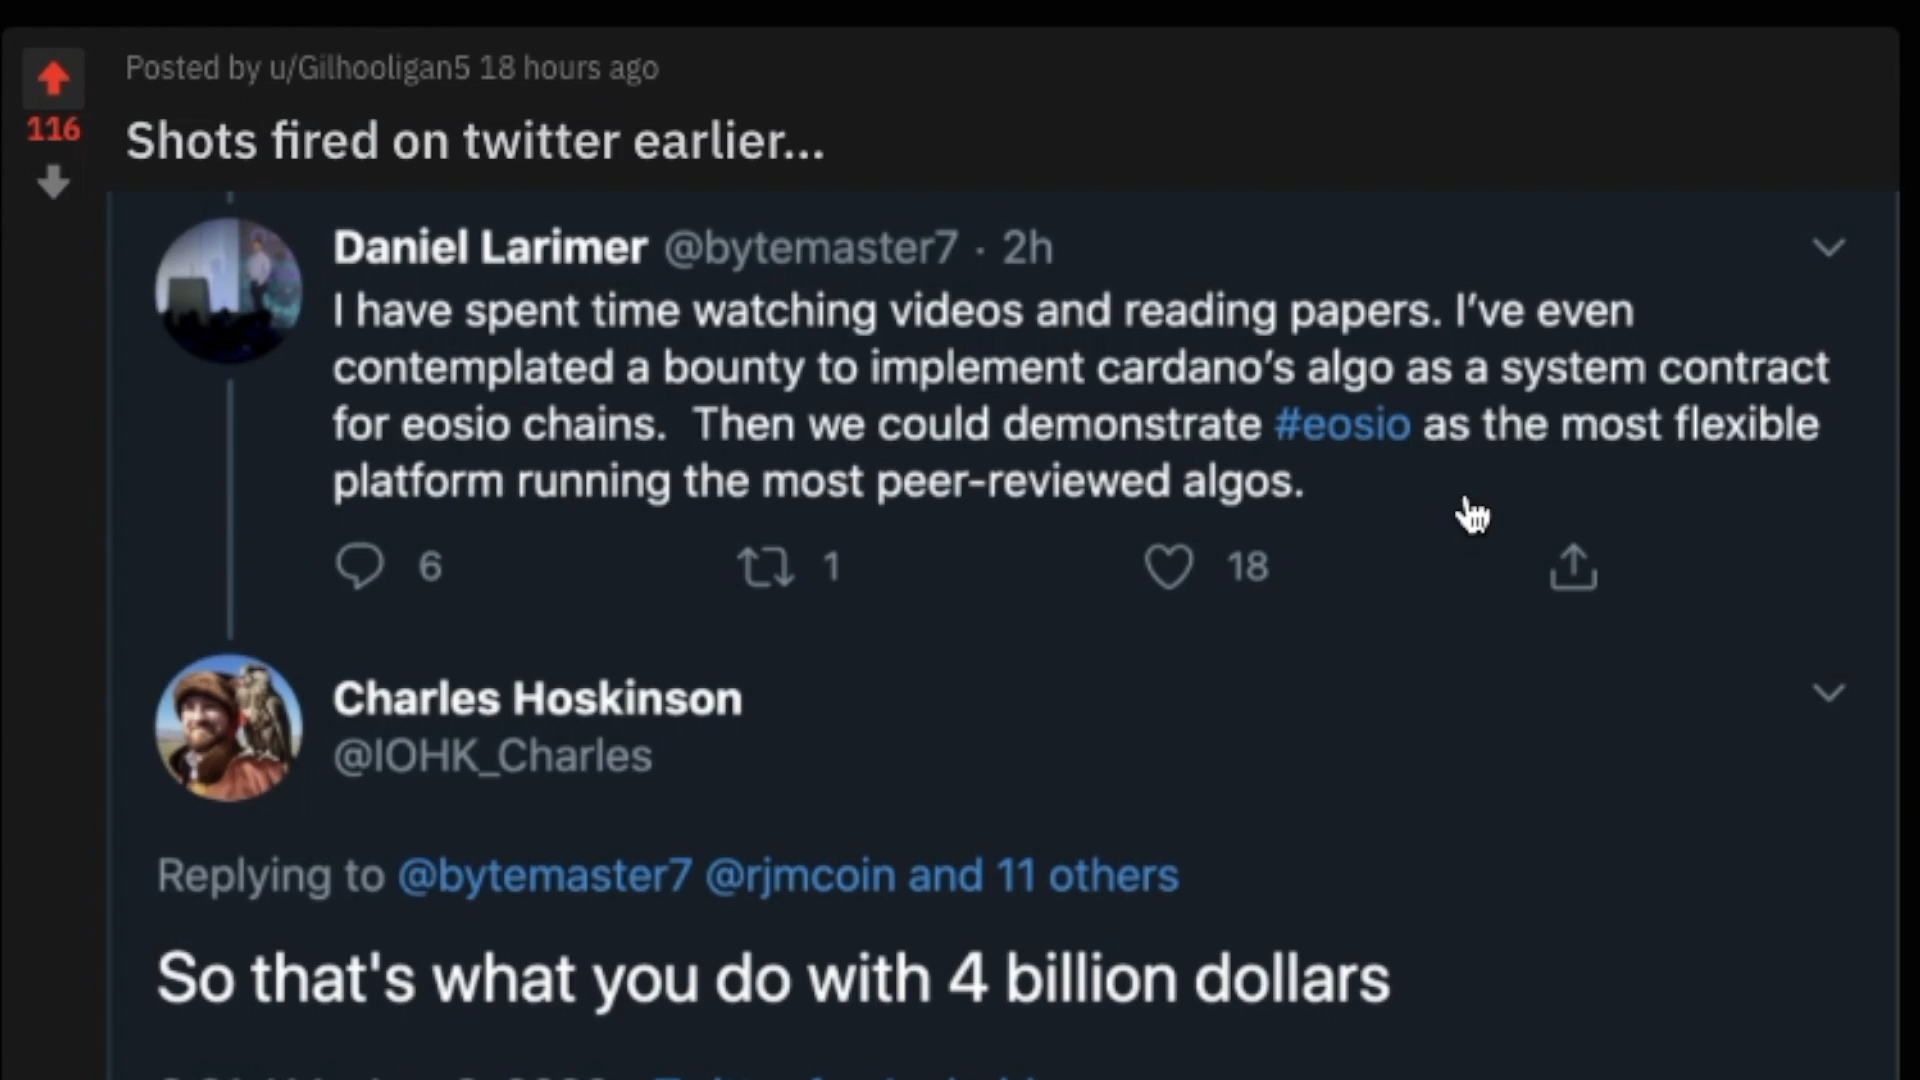 Posted by u/Gilhooligan5 18 hours ago
116
Shots fired on twitter earlier...
Daniel Larimer @bytemaster7 · 2h
I have spent time watching videos and reading papers. I’ve even
contemplated a bounty to implement cardano’s algo as a system contract
for eosio chains.  Then we could demonstrate #eosio as the most flexible
platform running the most peer-reviewed algos.
6 1 18
Charles Hoskinson
@IOHK_Charles
Replying to @bytemaster7 @rjmcoin and 11 others
So that's what you do with 4 billion dollars